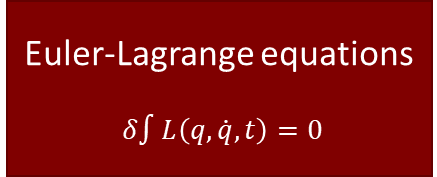 Euler-Lagrange equations
δ∫ L(q, q̇, t) = 0